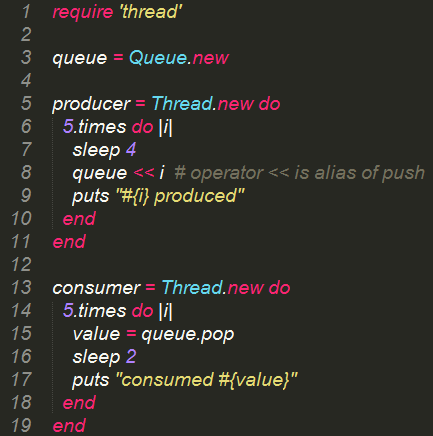 1 require 'thread'
2
3 queue = Queue.new
4
5 producer = Thread.new do
6 5.times do |i|
7 sleep 4
8 queue << i # operator << is alias of push
9 puts "#{i} produced"
10 end
11 end
12
13 consumer = Thread.new do
14 5.times do |i|
15 value = queue.pop
16 sleep 2
17 puts "consumed #{value}"
18 end
19 end